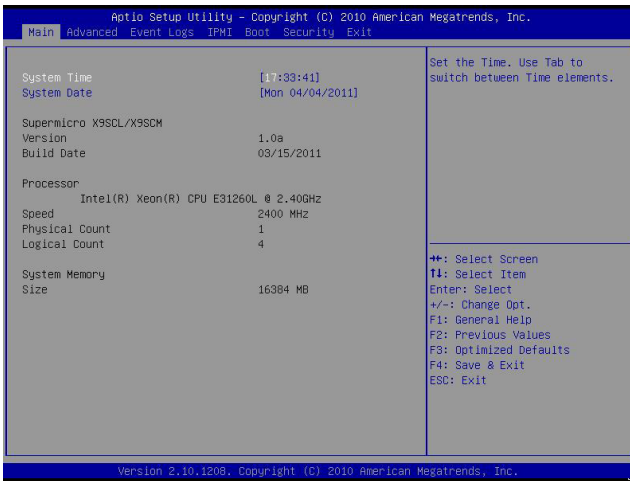 Aptio Setup Utility - Copyright (C) 2010 American Megatrends, Inc.
Main Advanced Event Logs IPMI Boot Security Exit
System Time [17:33:41]
System Date [Mon 04/04/2011]
Supermicro X9SCL/X9SCM
Version 1.0a
Build Date 03/15/2011
Processor
Intel(R) Xeon(R) CPU E31260L @ 2.40GHz
Speed 2400 MHz
Physical Count 1
Logical Count 4
System Memory
Size 16384 MB
Set the Time. Use Tab to
switch between Time elements.
→←: Select Screen
↑↓: Select Item
Enter: Select
+/-: Change Opt.
F1: General Help
F2: Previous Values
F3: Optimized Defaults
F4: Save & Exit
ESC: Exit
Version 2.10.1208. Copyright (C) 2010 American Megatrends, Inc.